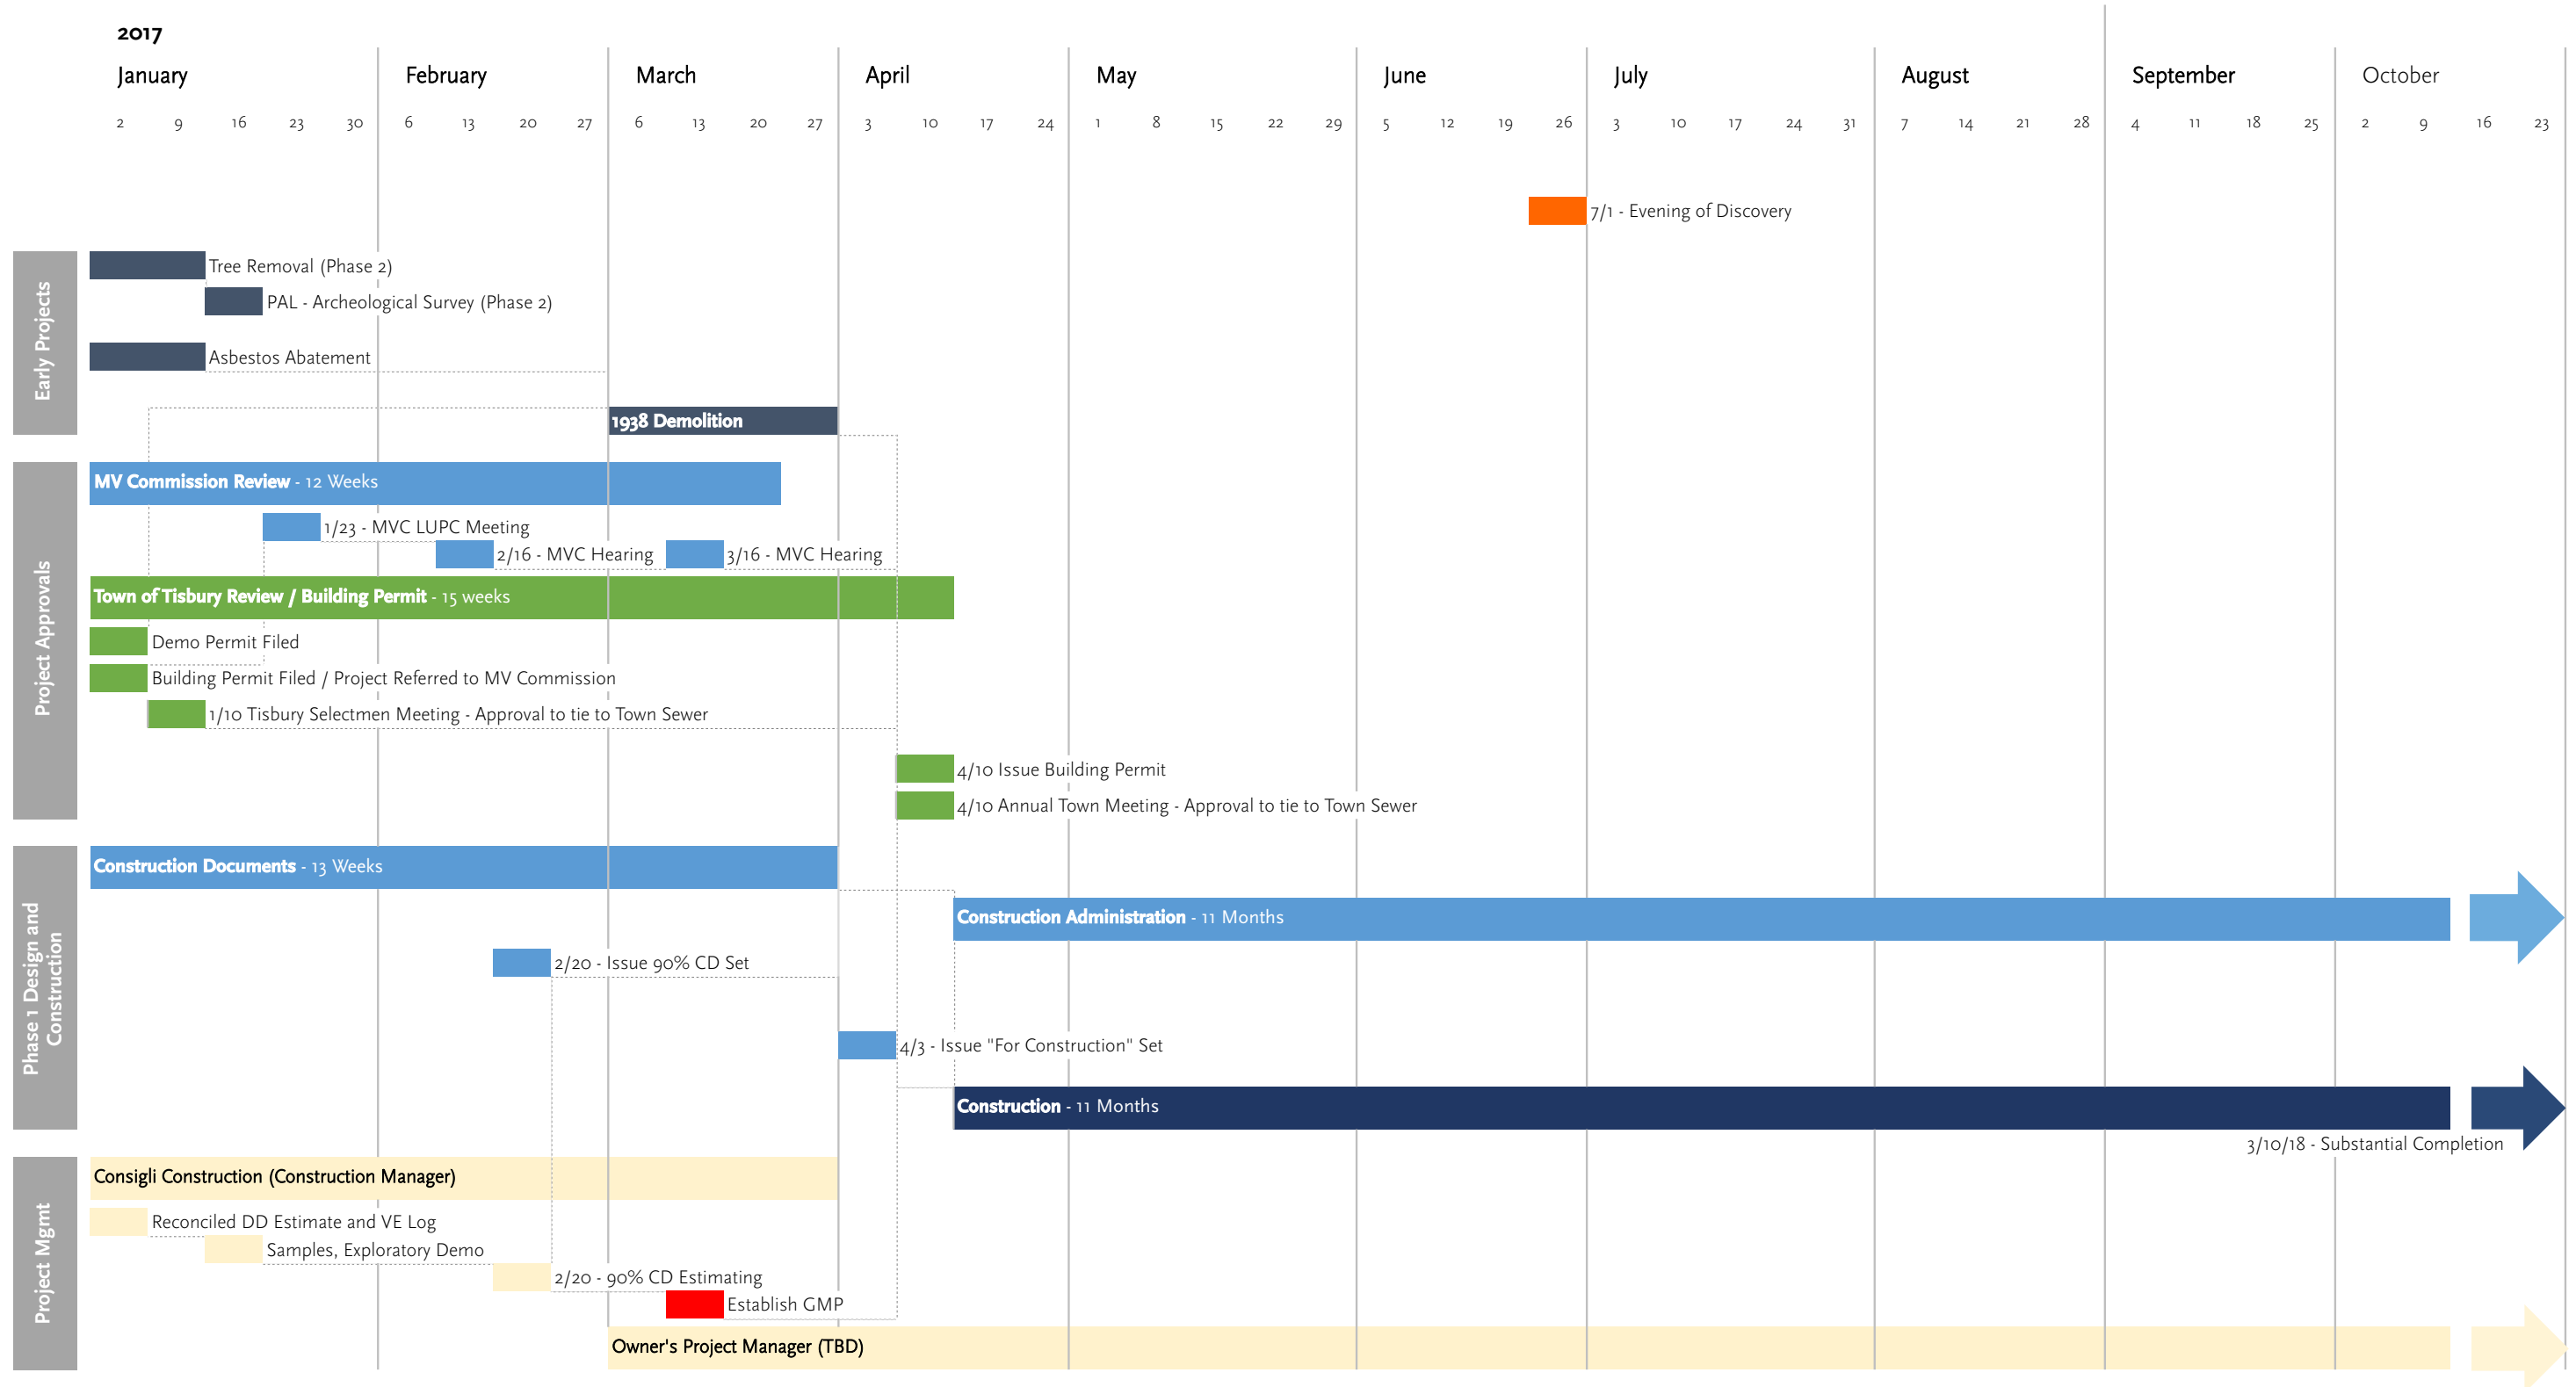 2017
January February March April May June July August September October
2 9 16 23 30 6 13 20 27 6 13 20 27 3 10 17 24 1 8 15 22 29 5 12 19 26 3 10 17 24 31 7 14 21 28 4 11 18 25 2 9 16 23
7/1 - Evening of Discovery
Early Projects
Tree Removal (Phase 2)
PAL - Archeological Survey (Phase 2)
Asbestos Abatement
1938 Demolition
Project Approvals
MV Commission Review - 12 Weeks
1/23 - MVC LUPC Meeting
2/16 - MVC Hearing 3/16 - MVC Hearing
Town of Tisbury Review / Building Permit - 15 weeks
Demo Permit Filed
Building Permit Filed / Project Referred to MV Commission
1/10 Tisbury Selectmen Meeting - Approval to tie to Town Sewer
4/10 Issue Building Permit
4/10 Annual Town Meeting - Approval to tie to Town Sewer
Phase 1 Design and
Construction
Construction Documents - 13 Weeks
Construction Administration - 11 Months
2/20 - Issue 90% CD Set
4/3 - Issue "For Construction" Set
Construction - 11 Months
3/10/18 - Substantial Completion
Project Mgmt
Consigli Construction (Construction Manager)
Reconciled DD Estimate and VE Log
Samples, Exploratory Demo
2/20 - 90% CD Estimating
Establish GMP
Owner's Project Manager (TBD)